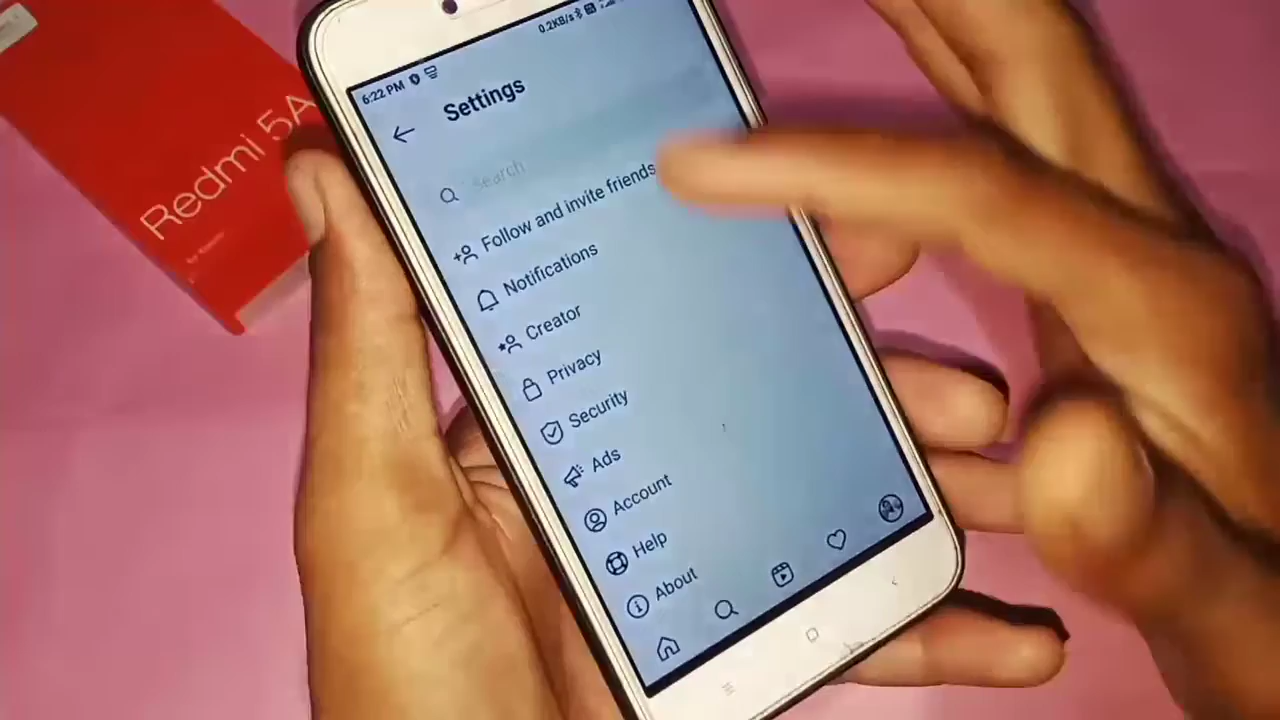 Redmi 5A
6:22 PM
0.2KB/s
Settings
Search
Follow and invite friends
Notifications
Creator
Privacy
Security
Ads
Account
Help
About